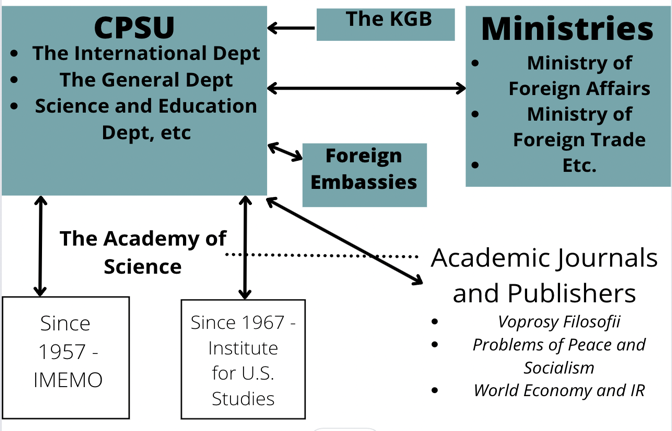 CPSU
• The International Dept
• The General Dept
• Science and Education
Dept, etc
The KGB
Ministries
• Ministry of
Foreign Affairs
• Ministry of
Foreign Trade
• Etc.
Foreign
Embassies
The Academy of
Science
Academic Journals
and Publishers
• Voprosy Filosofii
• Problems of Peace and
Socialism
• World Economy and IR
Since
1957 -
IMEMO
Since 1967 -
Institute
for U.S.
Studies